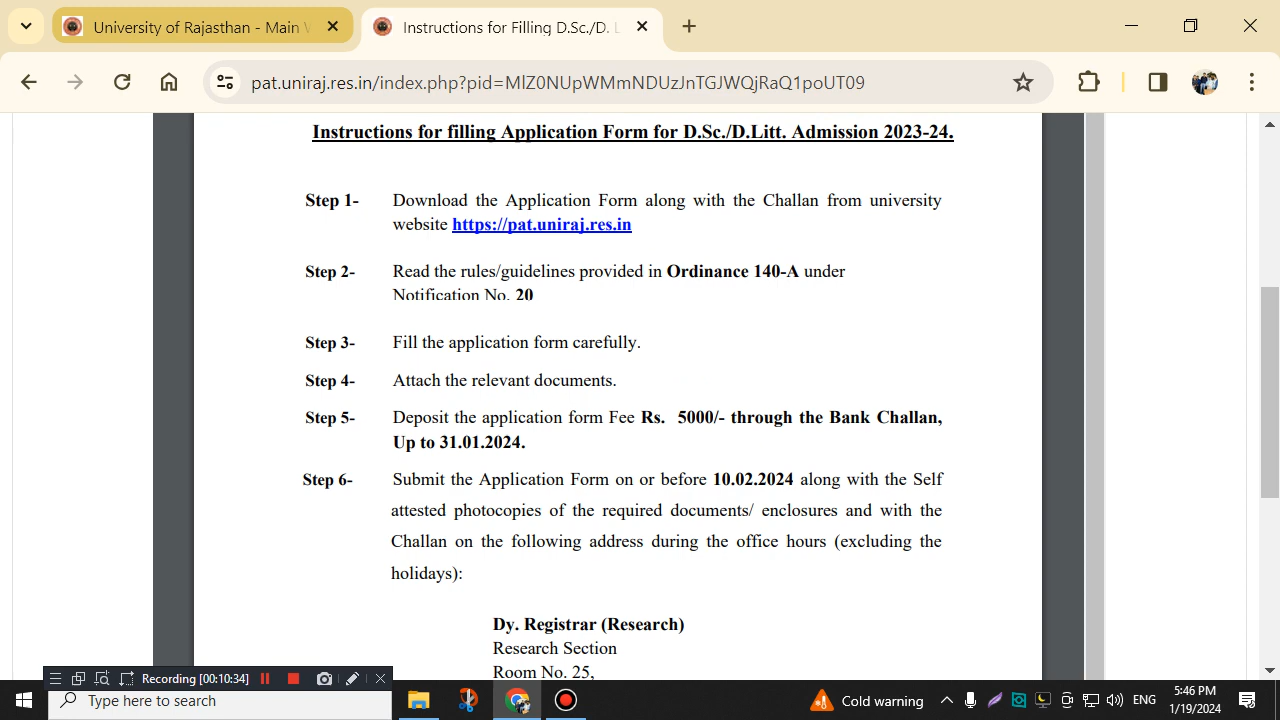 University of Rajasthan - Main
Instructions for Filling D.Sc./D.
pat.uniraj.res.in/index.php?pid=MlZ0NUpWMmNDUzJnTGJWQjRaQ1poUT09
Instructions for filling Application Form for D.Sc./D.Litt. Admission 2023-24.
Step 1- Download the Application Form along with the Challan from university
website https://pat.uniraj.res.in
Step 2- Read the rules/guidelines provided in Ordinance 140-A under
Notification No. 20
Step 3- Fill the application form carefully.
Step 4- Attach the relevant documents.
Step 5- Deposit the application form Fee Rs. 5000/- through the Bank Challan,
Up to 31.01.2024.
Step 6- Submit the Application Form on or before 10.02.2024 along with the Self
attested photocopies of the required documents/ enclosures and with the
Challan on the following address during the office hours (excluding the
holidays):
Dy. Registrar (Research)
Research Section
Room No. 25,
Recording [00:10:34]
Type here to search
Cold warning
ENG
5:46 PM
1/19/2024